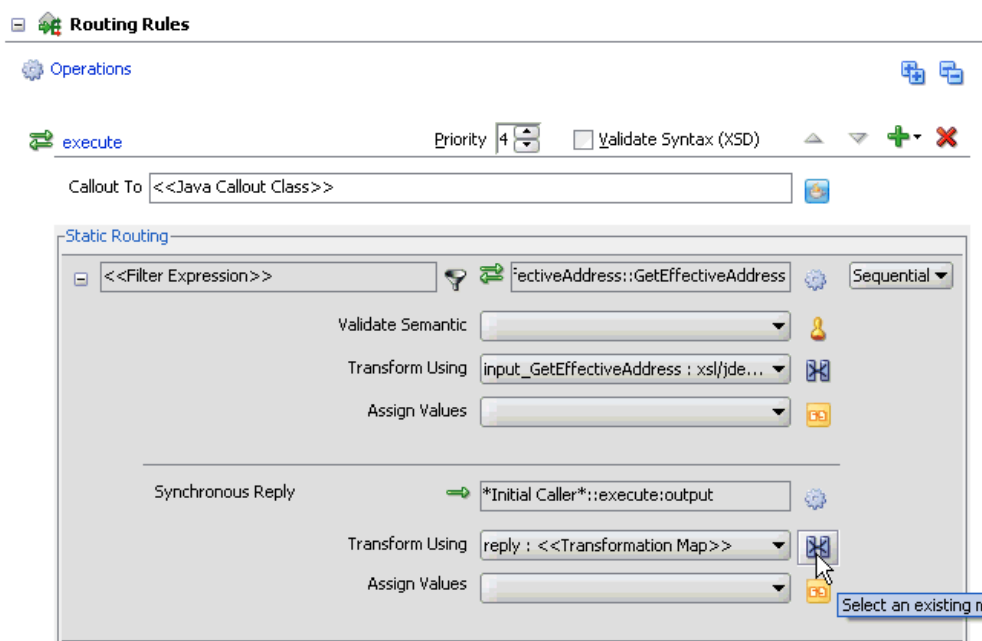 Routing Rules
Operations
execute Priority 4 Validate Syntax (XSD)
Callout To <<Java Callout Class>>
Static Routing
<<Filter Expression>> ectiveAddress::GetEffectiveAddress Sequential
Validate Semantic
Transform Using input_GetEffectiveAddress : xsl/jde...
Assign Values
Synchronous Reply *Initial Caller*::execute:output
Transform Using reply : <<Transformation Map>>
Assign Values
Select an existing